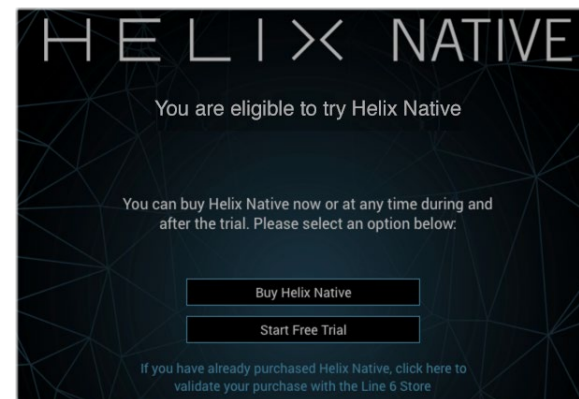 HELIX NATIVE
You are eligible to try Helix Native
You can buy Helix Native now or at any time during and
after the trial. Please select an option below:
Buy Helix Native
Start Free Trial
If you have already purchased Helix Native, click here to
validate your purchase with the Line 6 Store